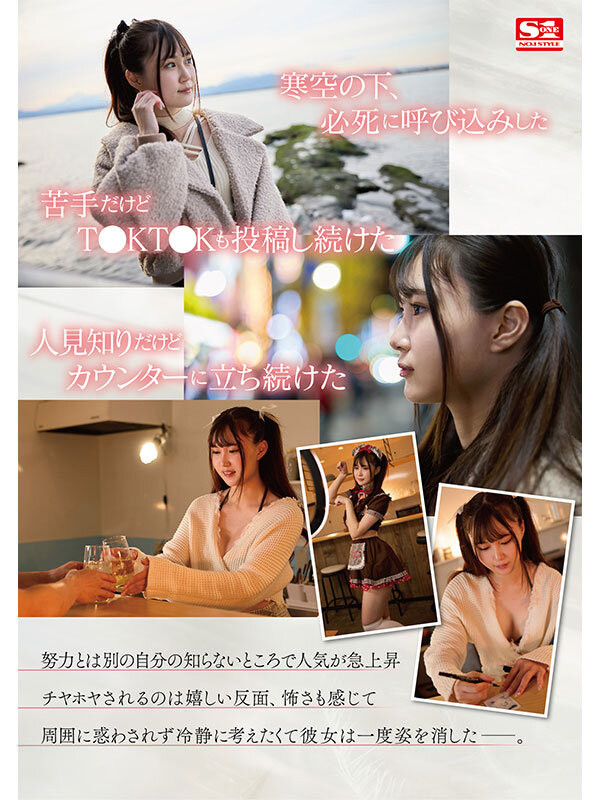 S1
ONE
NO.1 STYLE
寒空の下、
必死に呼び込みした
苦手だけど
T●KT●Kも投稿し続けた
人見知りだけど
カウンターに立ち続けた
努力とは別の自分の知らないところで人気が急上昇
チヤホヤされるのは嬉しい反面、怖さも感じて
周囲に惑わされず冷静に考えたくて彼女は一度姿を消した――。